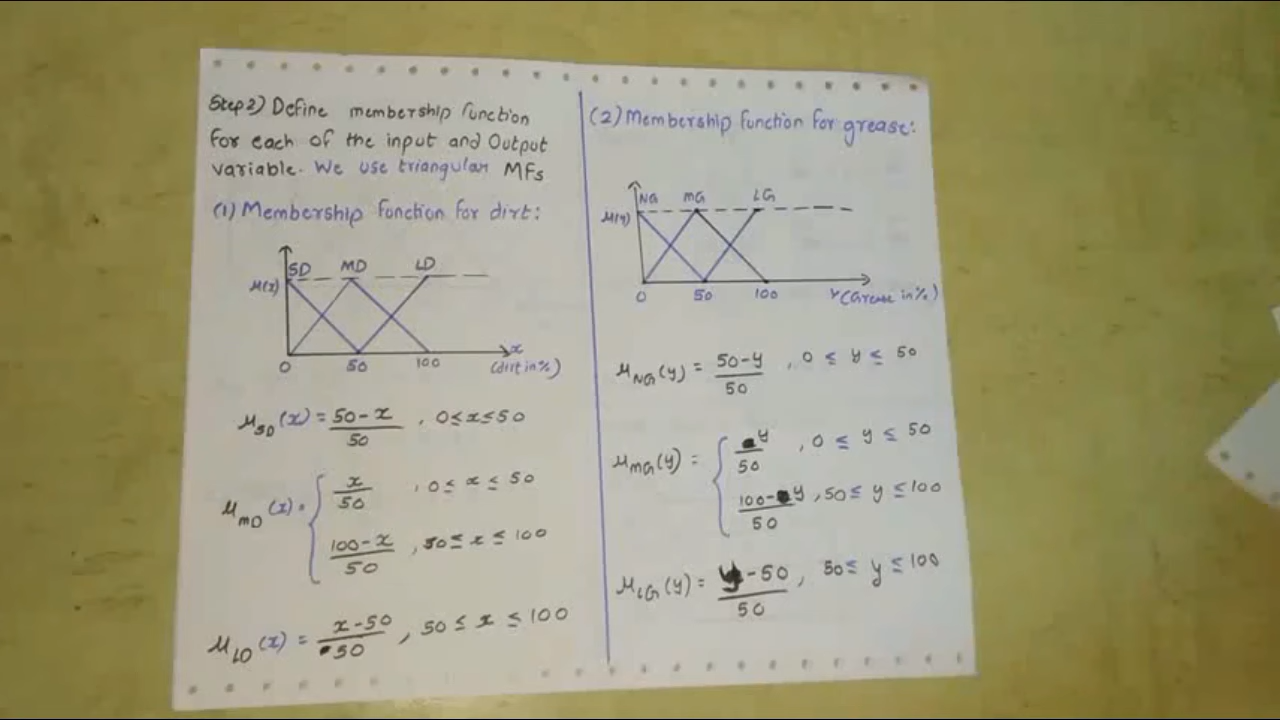 Step 2) Define membership function
for each of the input and Output
variable. We use triangular MFs
(1) Membership function for dirt:
SD MD LD
μ(x)
0 50 100
x
(dirt in %)
μSD (x) = 50-x / 50 , 0≤x≤50
μmD (x) = { x / 50 , 0≤ x ≤ 50
100-x / 50 , 50≤ x ≤ 100
μLD (x) = x-50 / 50 , 50 ≤ x ≤ 100
(2) Membership function for grease:
NG MG LG
μ(y)
0 50 100
Y (Grease in %)
μNG (y) = 50-y / 50 , 0 ≤ y ≤ 50
μmG (y) = { y / 50 , 0 ≤ y ≤ 50
100-y / 50 , 50≤ y ≤100
μLG (y) = y-50 / 50 , 50≤ y ≤100